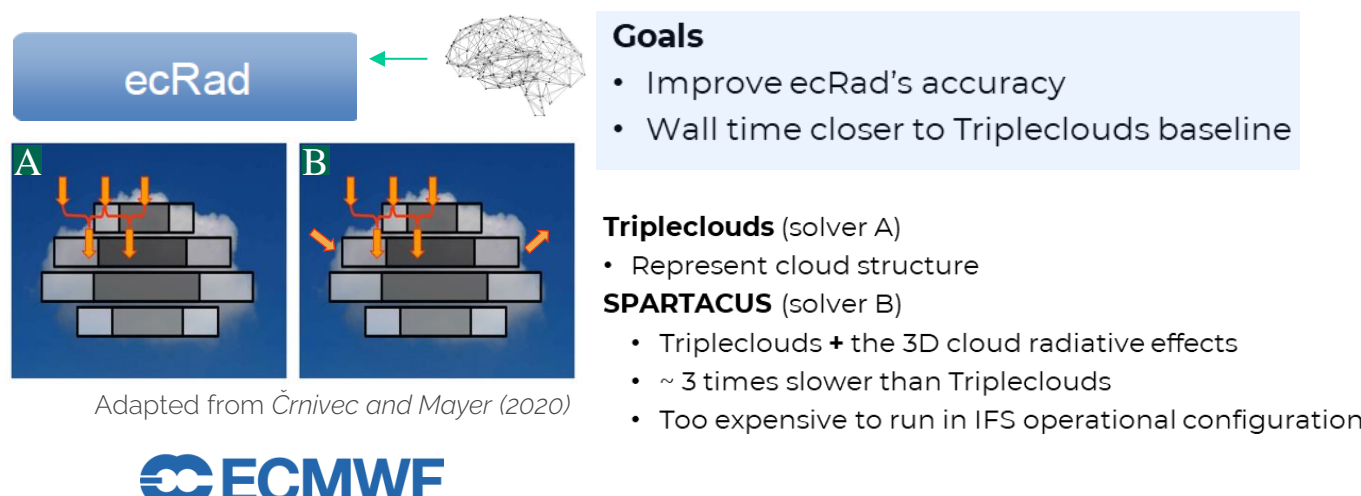 ecRad
Goals
• Improve ecRad's accuracy
• Wall time closer to Tripleclouds baseline
A
B
Adapted from Črnivec and Mayer (2020)
ECMWF
Tripleclouds (solver A)
• Represent cloud structure
SPARTACUS (solver B)
• Tripleclouds + the 3D cloud radiative effects
• ~ 3 times slower than Tripleclouds
• Too expensive to run in IFS operational configuration